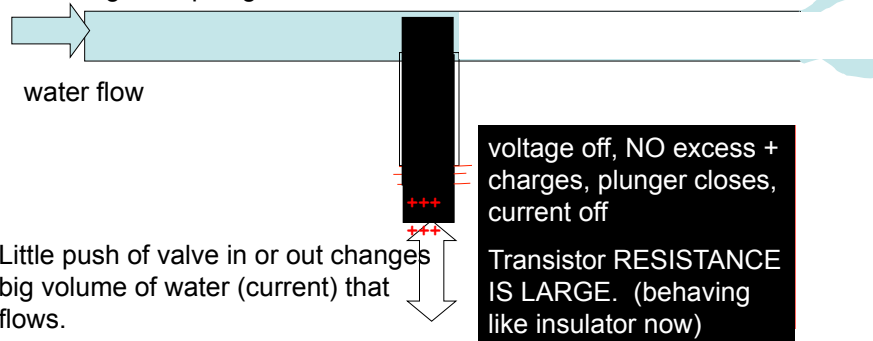 water flow
voltage off, NO excess +
charges, plunger closes,
current off
+++
+++
Little push of valve in or out changes
big volume of water (current) that
flows.
Transistor RESISTANCE
IS LARGE. (behaving
like insulator now)